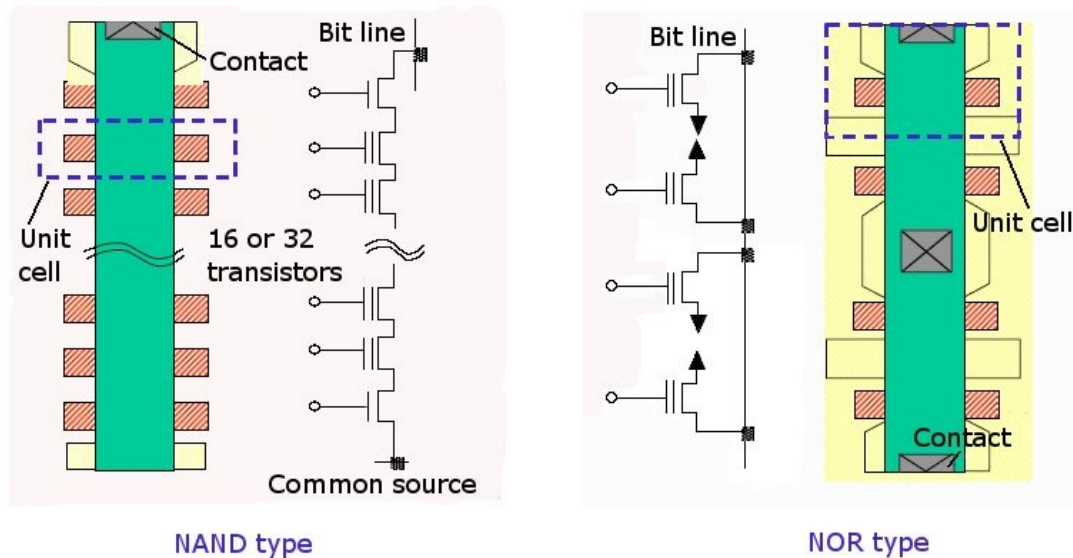 Bit line
Contact
Unit
cell
16 or 32
transistors
Common source
NAND type
Bit line
Unit cell
Contact
NOR type